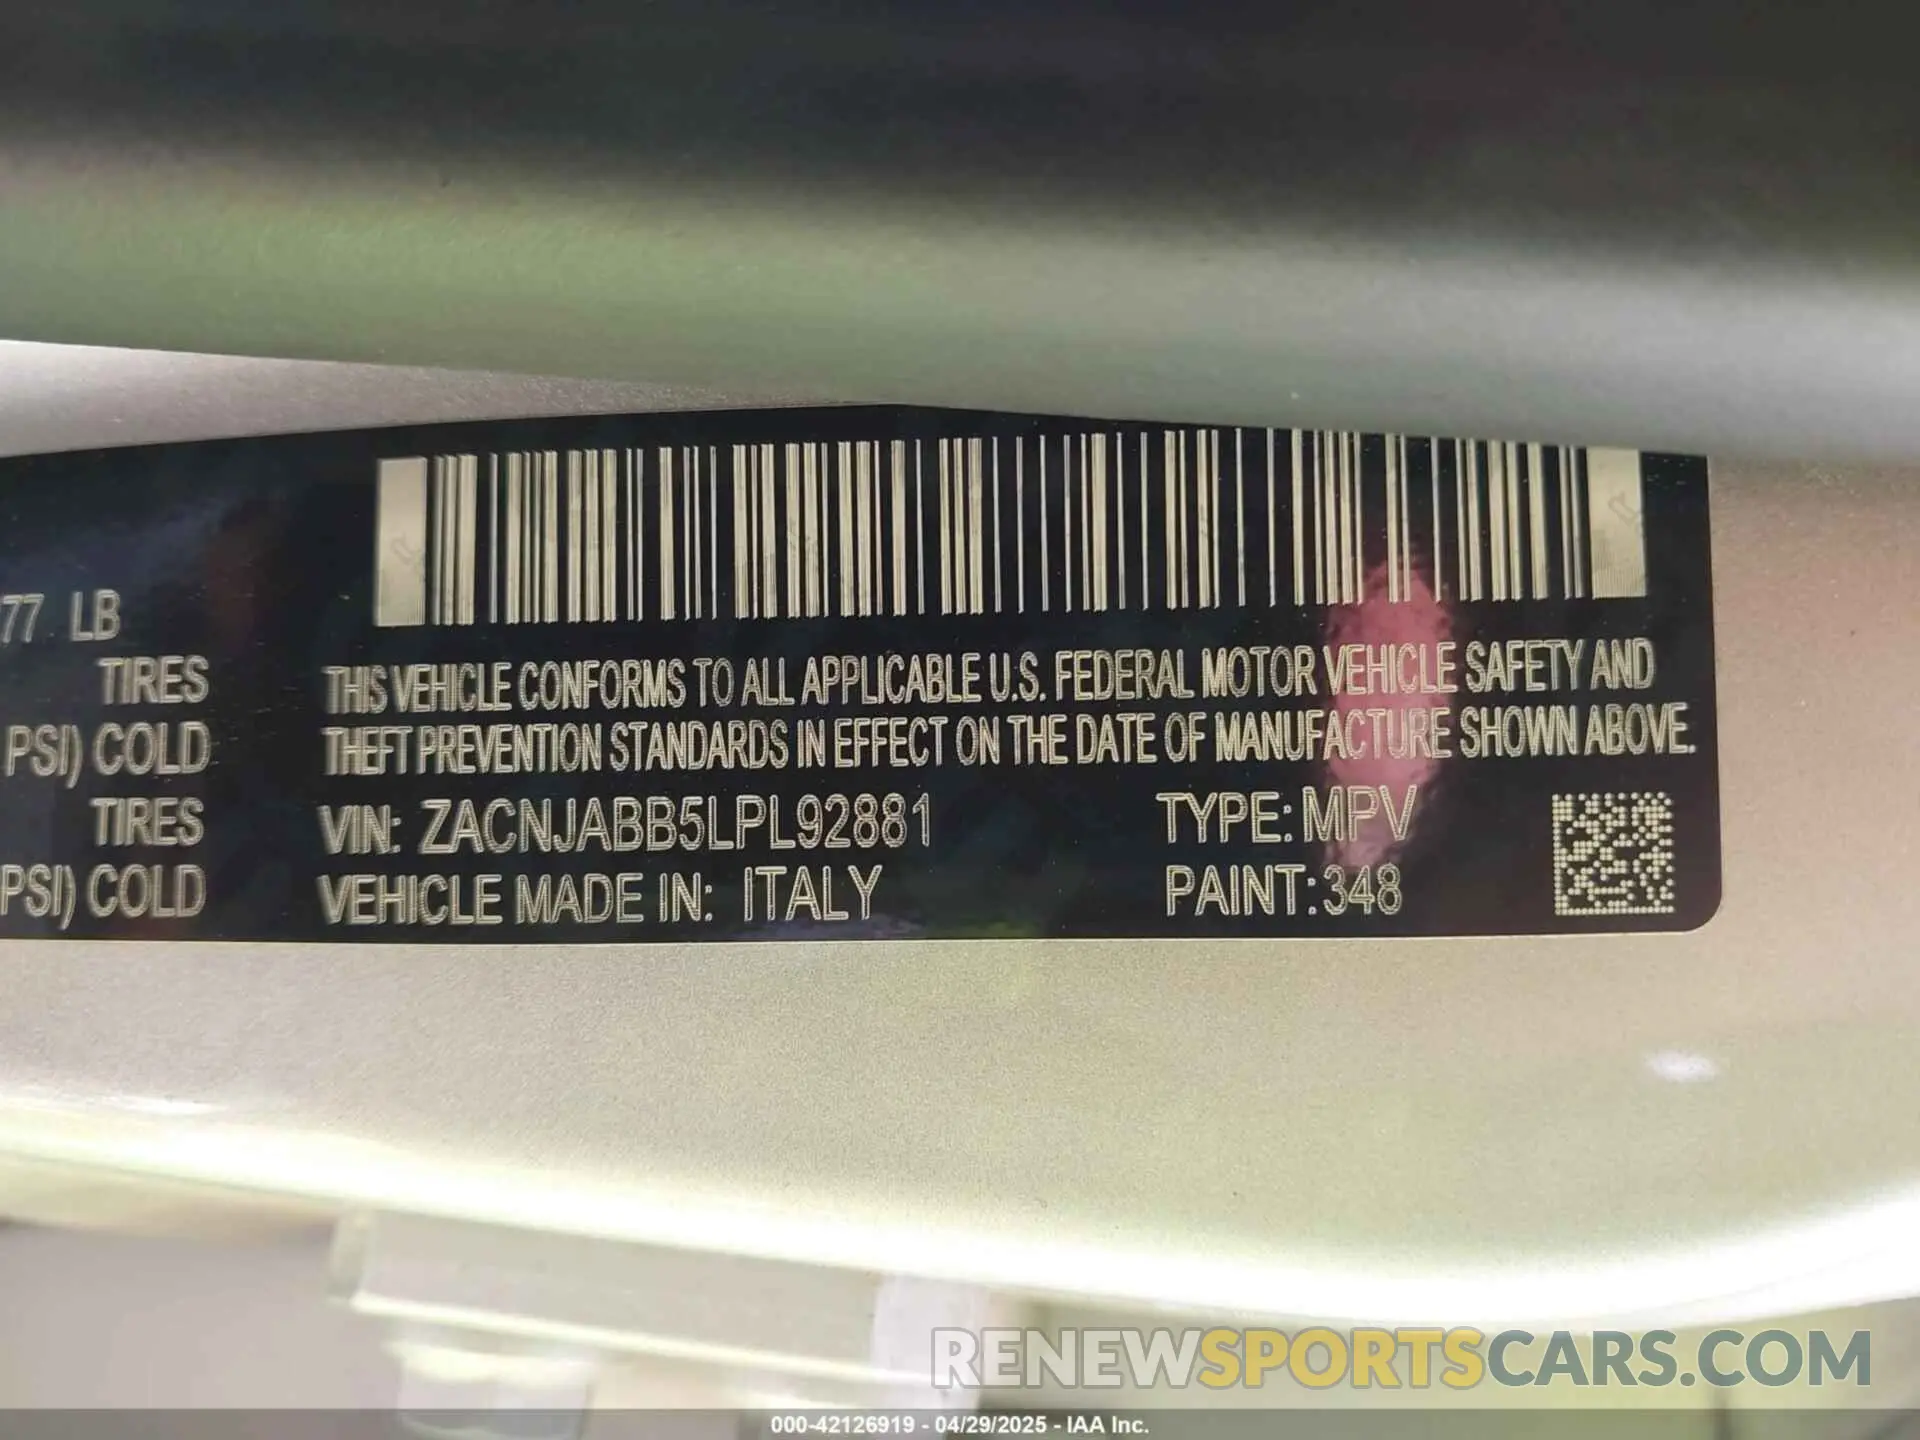 77 LB
TIRES
PSI) COLD
TIRES
PSI) COLD
THIS VEHICLE CONFORMS TO ALL APPLICABLE U.S. FEDERAL MOTOR VEHICLE SAFETY AND
THEFT PREVENTION STANDARDS IN EFFECT ON THE DATE OF MANUFACTURE SHOWN ABOVE.
VIN: ZACNJABB5LPL92881 TYPE: MPV
VEHICLE MADE IN: ITALY PAINT: 348
RENEWSPORTSCARS.COM
000-42126919 - 04/29/2025 - IAA Inc.